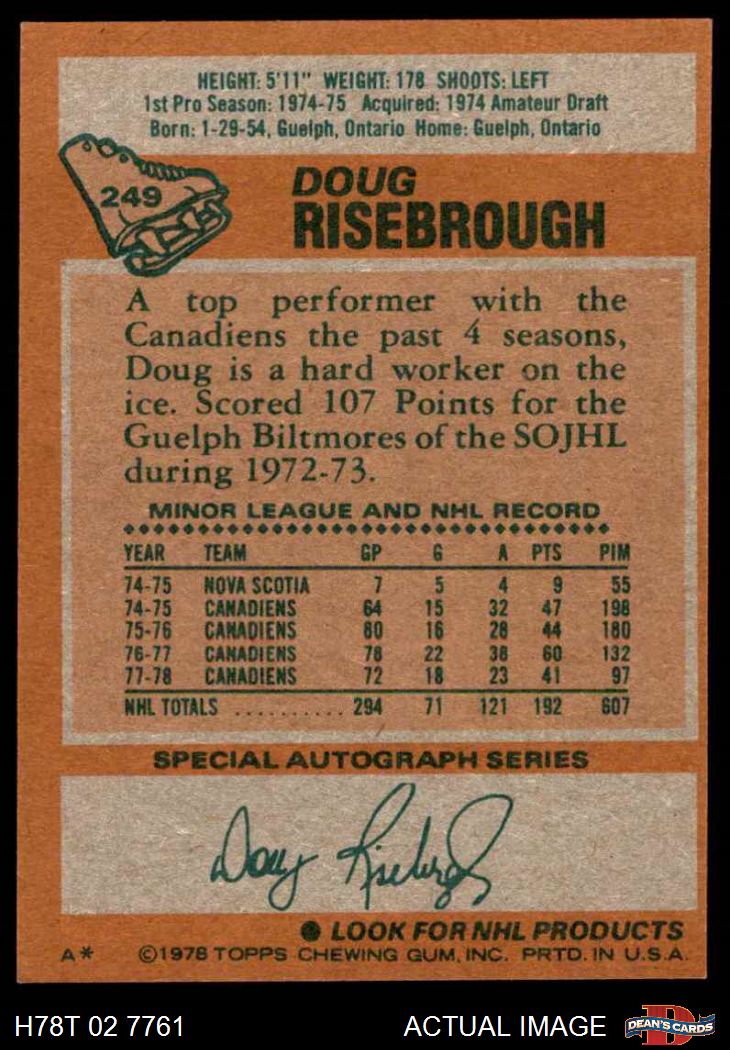 HEIGHT: 5'11" WEIGHT: 178 SHOOTS: LEFT
1st Pro Season: 1974-75 Acquired: 1974 Amateur Draft
Born: 1-29-54, Guelph, Ontario Home: Guelph, Ontario
249
DOUG
RISEBROUGH
A top performer with the
Canadiens the past 4 seasons,
Doug is a hard worker on the
ice. Scored 107 Points for the
Guelph Biltmores of the SOJHL
during 1972-73.
MINOR LEAGUE AND NHL RECORD
YEAR TEAM GP G A PTS PIM
74-75 NOVA SCOTIA 7 5 4 9 55
74-75 CANADIENS 64 15 32 47 198
75-76 CANADIENS 80 16 28 44 180
76-77 CANADIENS 78 22 38 60 132
77-78 CANADIENS 72 18 23 41 97
NHL TOTALS .......... 294 71 121 192 607
SPECIAL AUTOGRAPH SERIES
Doug Risebrough
LOOK FOR NHL PRODUCTS
A* ©1978 TOPPS CHEWING GUM, INC. PRTD. IN U.S.A.
H78T 02 7761 ACTUAL IMAGE D DEAN'S CARDS